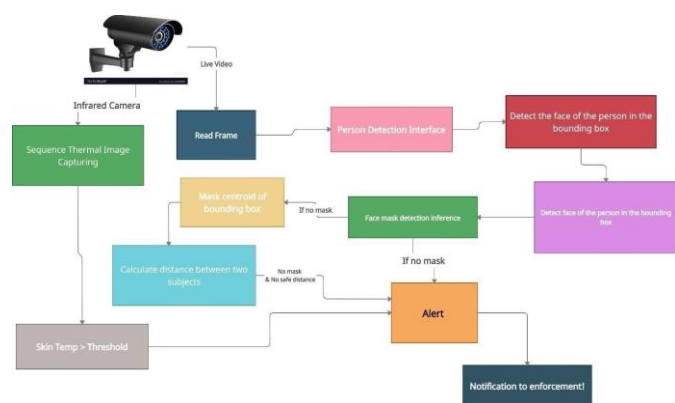 Live Video
Infrared Camera
Sequence Thermal Image
Capturing
Read Frame
Person Detection Interface
Detect the face of the person in the
bounding box
Mask centroid of
bounding box
If no mask
Face mask detection inference
Detect face of the person in the bounding
box
Calculate distance between two
subjects
No mask
& No safe distance
If no mask
Alert
Skin Temp > Threshold
Notification to enforcement!